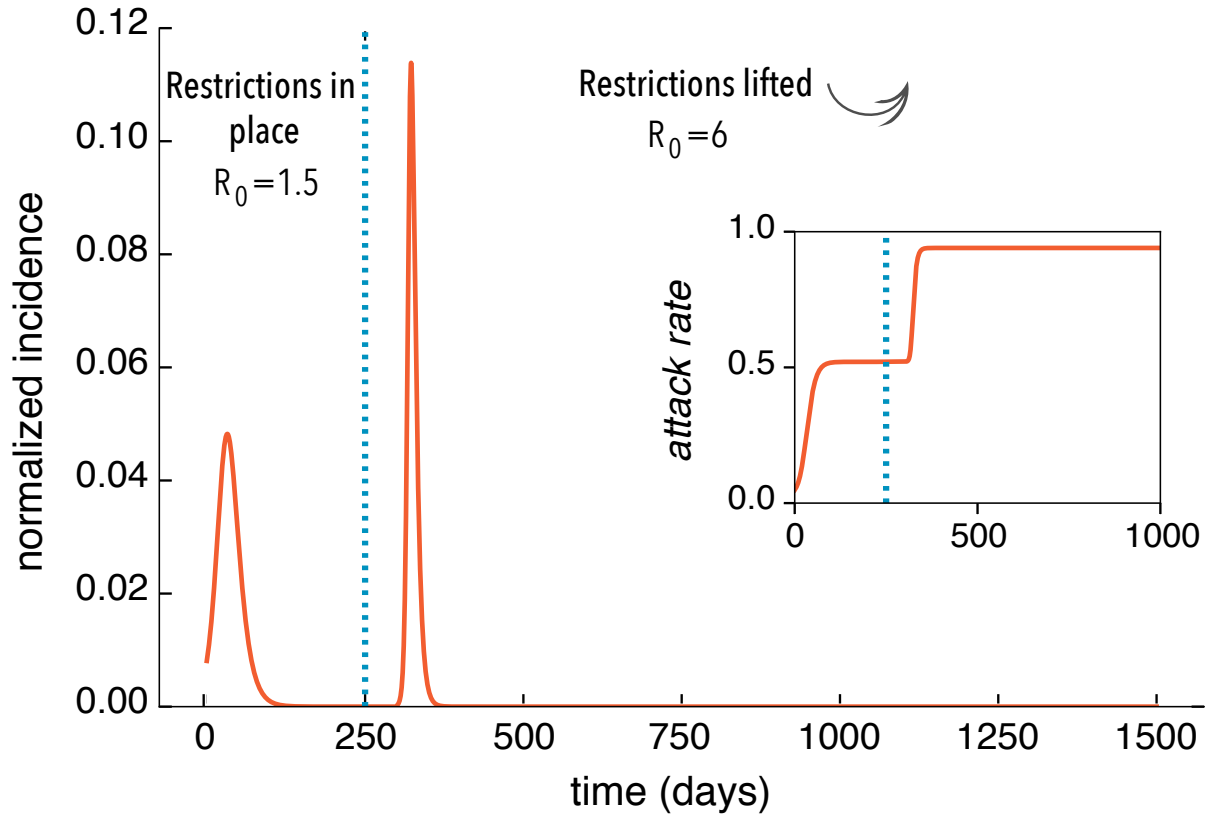 0.12
0.10
0.08
0.06
0.04
0.02
0.00
normalized incidence
Restrictions in
place
R0=1.5
Restrictions lifted
R0=6
1.0
0.5
0.0
attack rate
0
500
1000
0
250
500
750
1000
1250
1500
time (days)